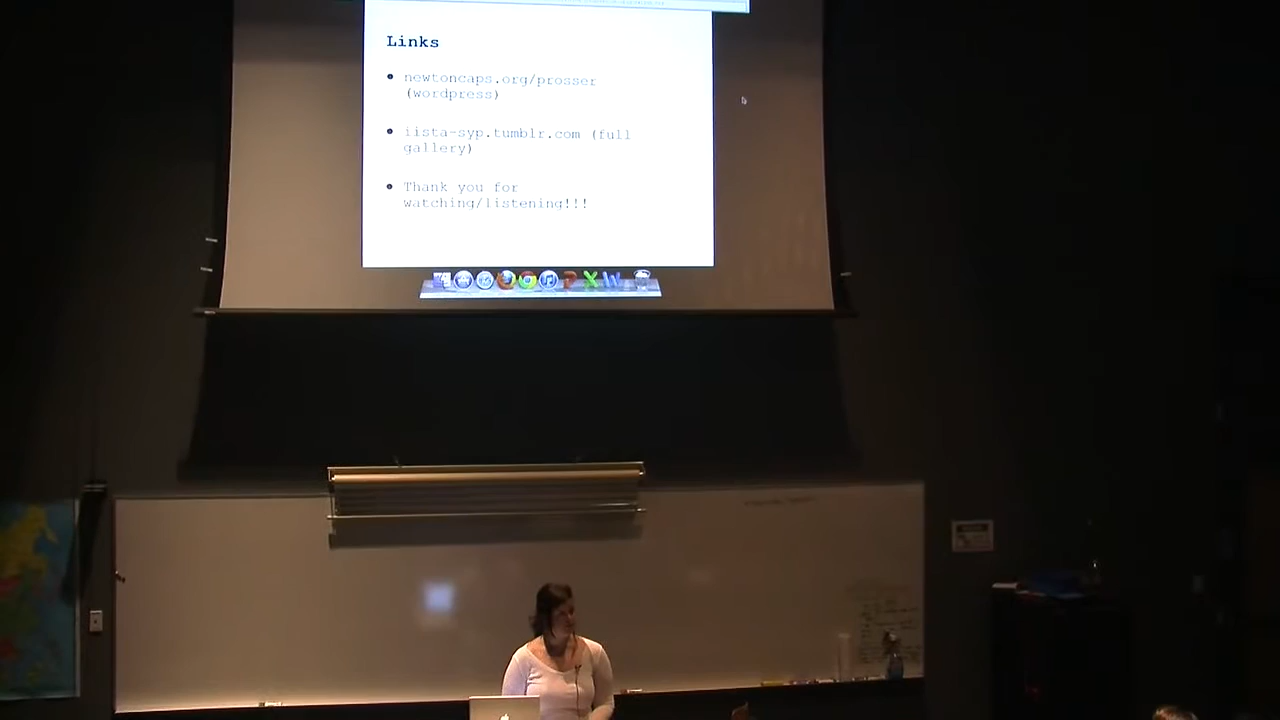 Links
newtoncaps.org/prosser
(wordpress)
iista-syp.tumblr.com (full
gallery)
Thank you for
watching/listening!!!